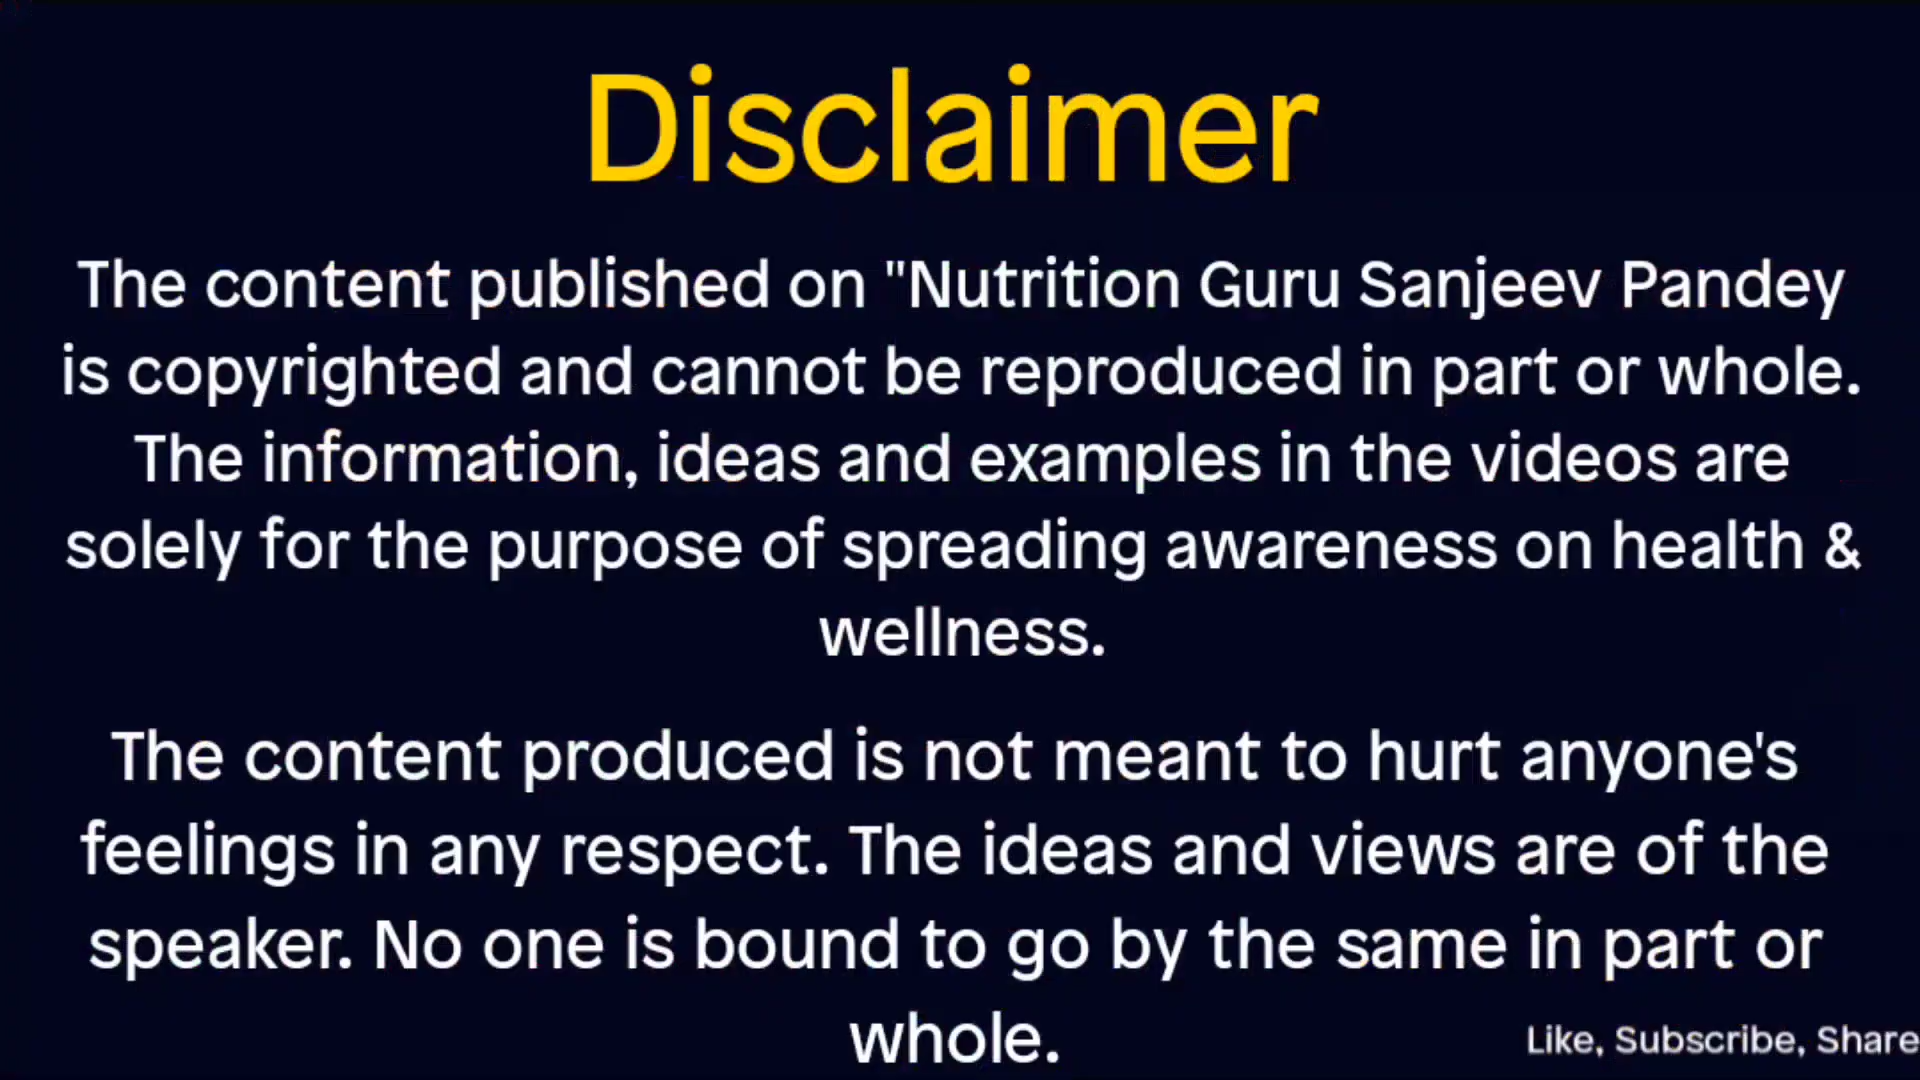 Disclaimer
The content published on "Nutrition Guru Sanjeev Pandey
is copyrighted and cannot be reproduced in part or whole.
The information, ideas and examples in the videos are
solely for the purpose of spreading awareness on health &
wellness.
The content produced is not meant to hurt anyone's
feelings in any respect. The ideas and views are of the
speaker. No one is bound to go by the same in part or
whole.
Like, Subscribe, Share